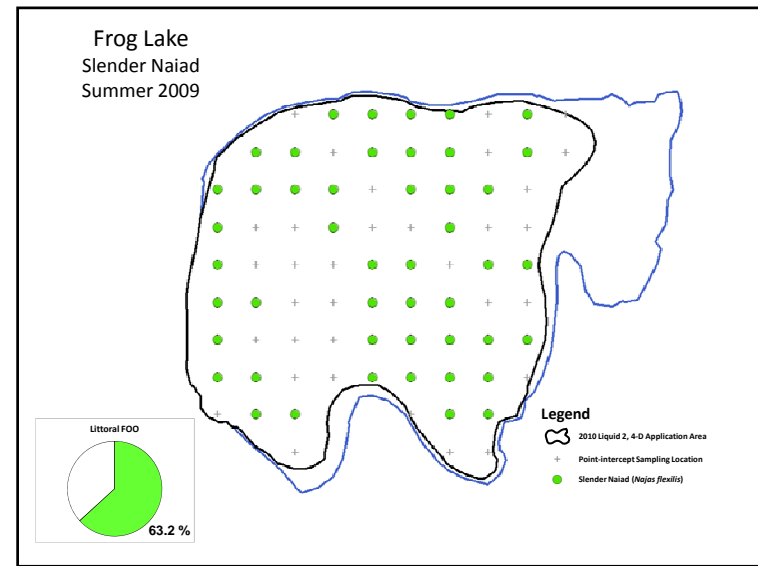 Frog Lake
Slender Naiad
Summer 2009
Legend
2010 Liquid 2, 4-D Application Area
Point-intercept Sampling Location
Slender Naiad (Najas flexilis)
Littoral FOO
63.2 %